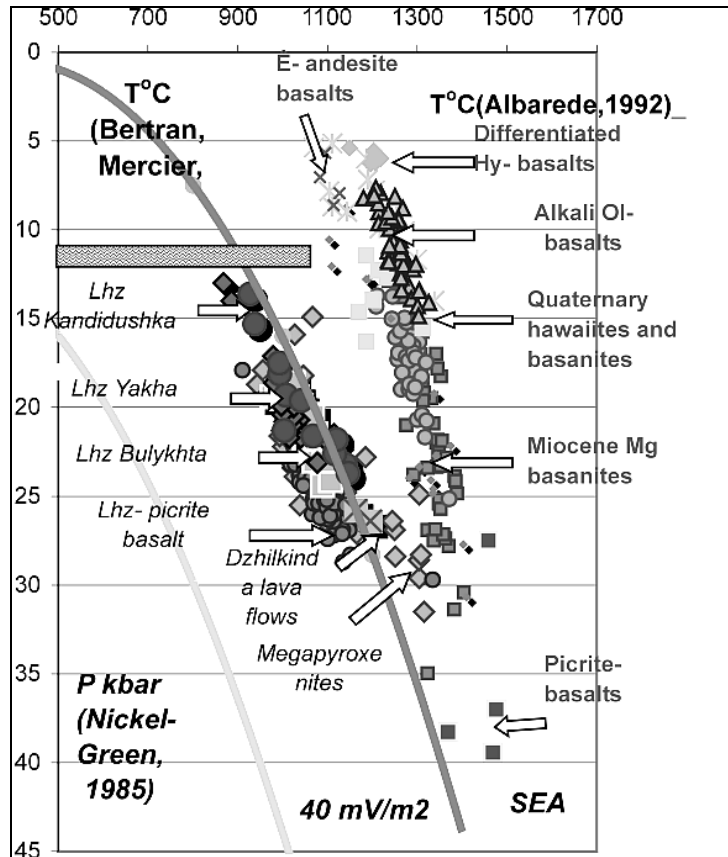 500 700 900 1100 1300 1500 1700
0
5
10
15
20
25
30
35
40
45
T°C
(Bertran,
Mercier,
É- andesite
basalts
T°C(Albarede,1992)_
Differentiated
Hy- basalts
Alkali Ol-
basalts
Lhz
Kandidushka
Quaternary
hawaiites and
basanites
Lhz Yakha
Lhz Bulykhta
Miocene Mg
basanites
Lhz- picrite
basalt
Dzhilkind
a lava
flows
Megapyroxe
nites
Picrite-
basalts
P kbar
(Nickel-
Green,
1985)
40 mV/m2
SEA